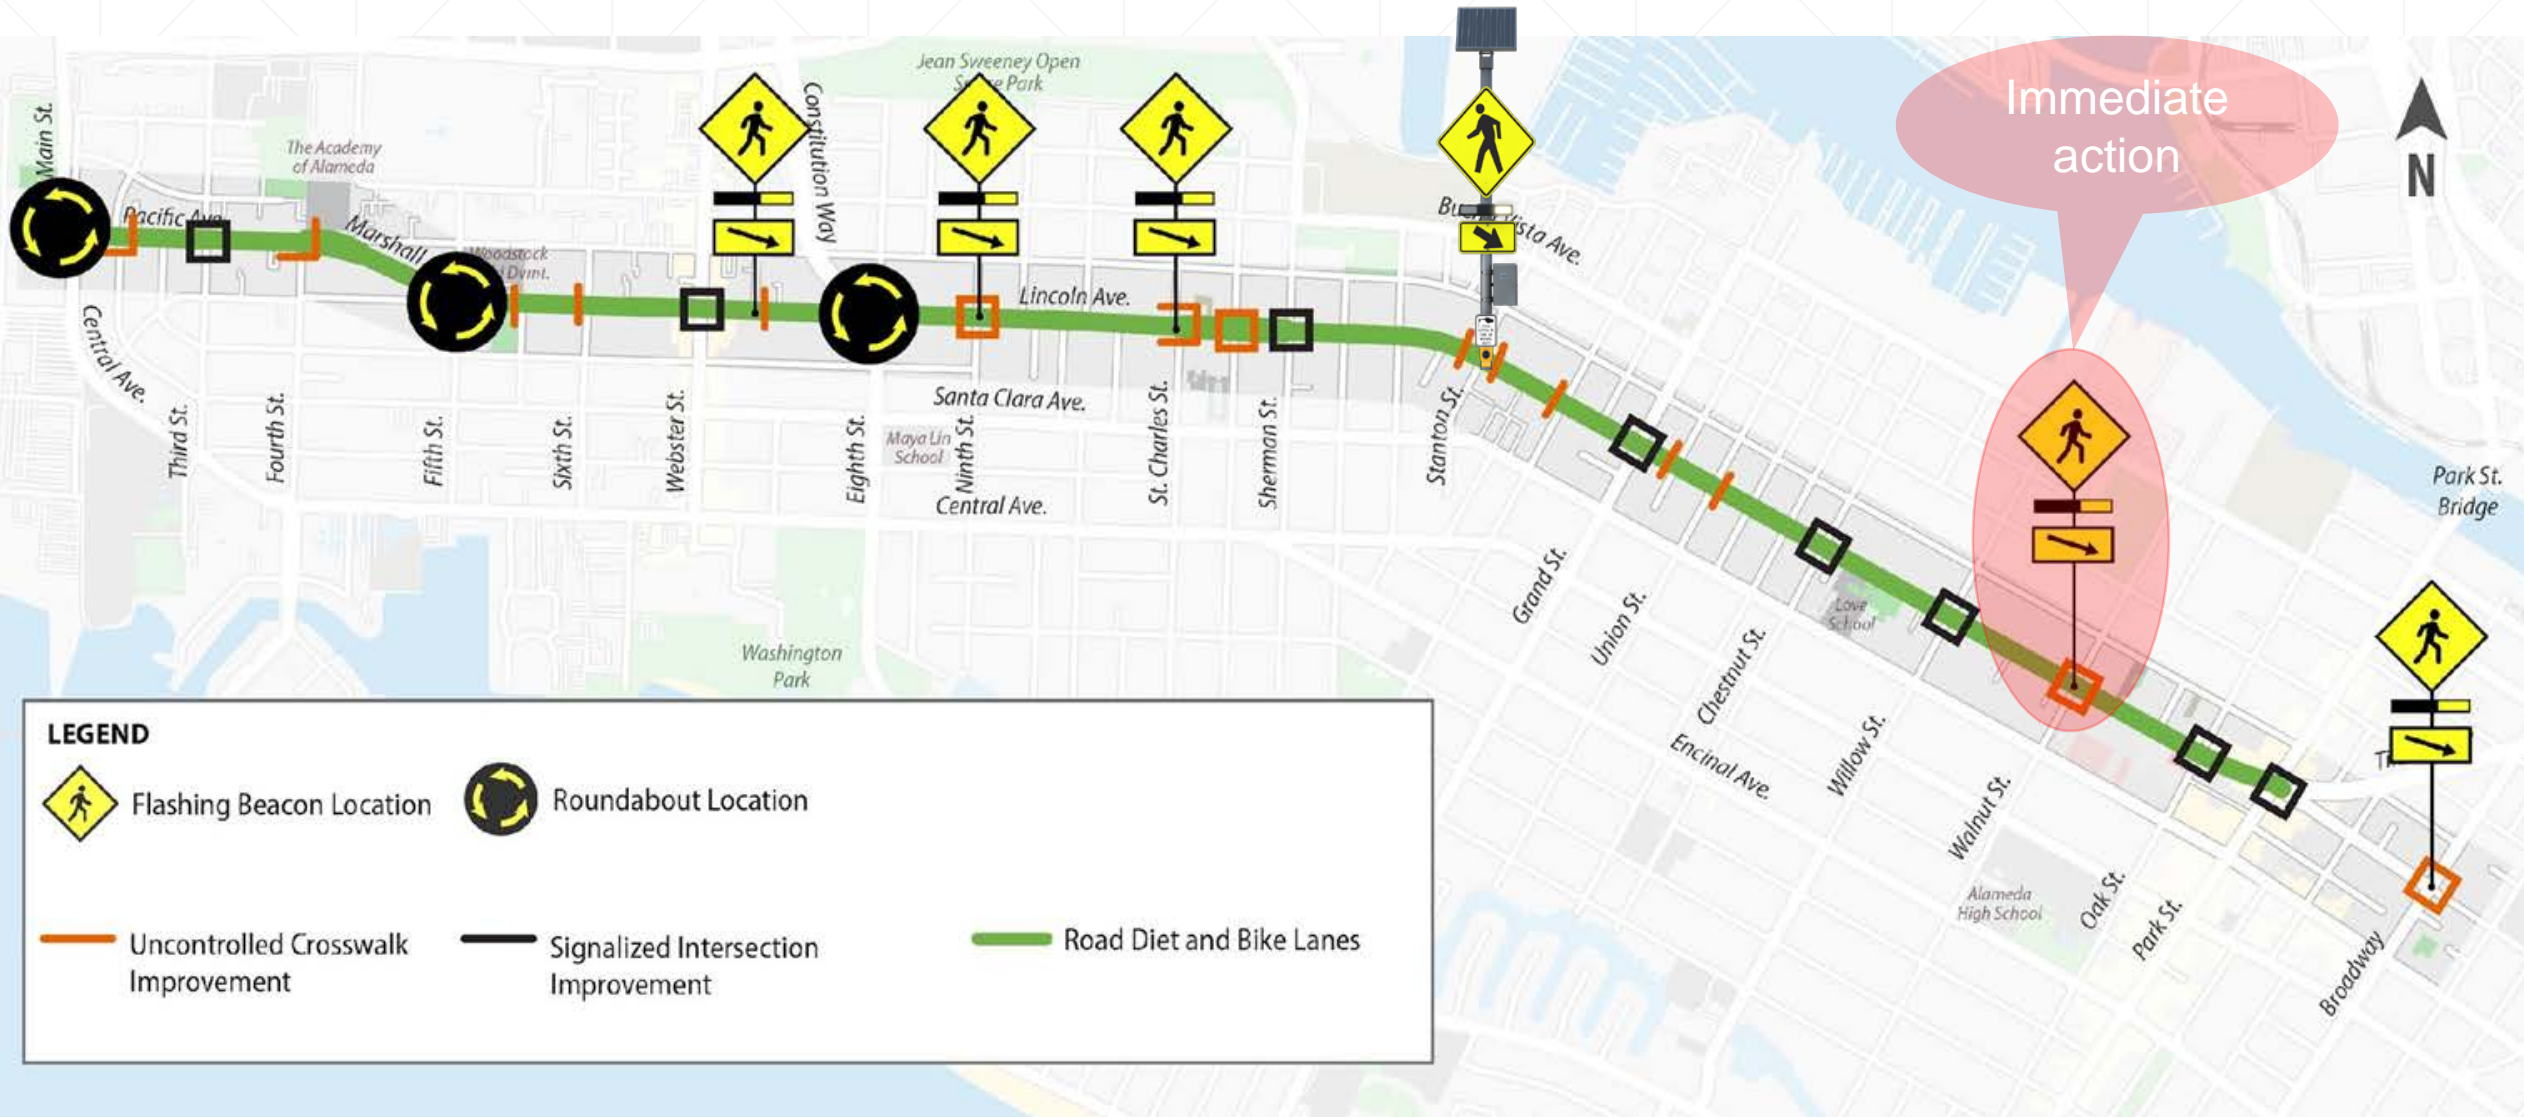 Immediate
action
N
Jean Sweeney Open
Park
Main St.
The Academy
of Alameda
Constitution Way
Pacific Ave.
Marshall
Woodstock
Dvmt.
Buena Vista Ave.
Lincoln Ave.
Central Ave.
Santa Clara Ave.
Maya Lin
School
Central Ave.
Third St.
Fourth St.
Fifth St.
Sixth St.
Webster St.
Eighth St.
Ninth St.
St. Charles St.
Sherman St.
Stanton St.
Park St.
Bridge
Grand St.
Union St.
Chestnut St.
Love
School
Willow St.
Encinal Ave.
Walnut St.
Oak St.
Park St.
Broadway
Alameda
High School
Washington
Park
LEGEND
Flashing Beacon Location
Roundabout Location
Uncontrolled Crosswalk
Improvement
Signalized Intersection
Improvement
Road Diet and Bike Lanes